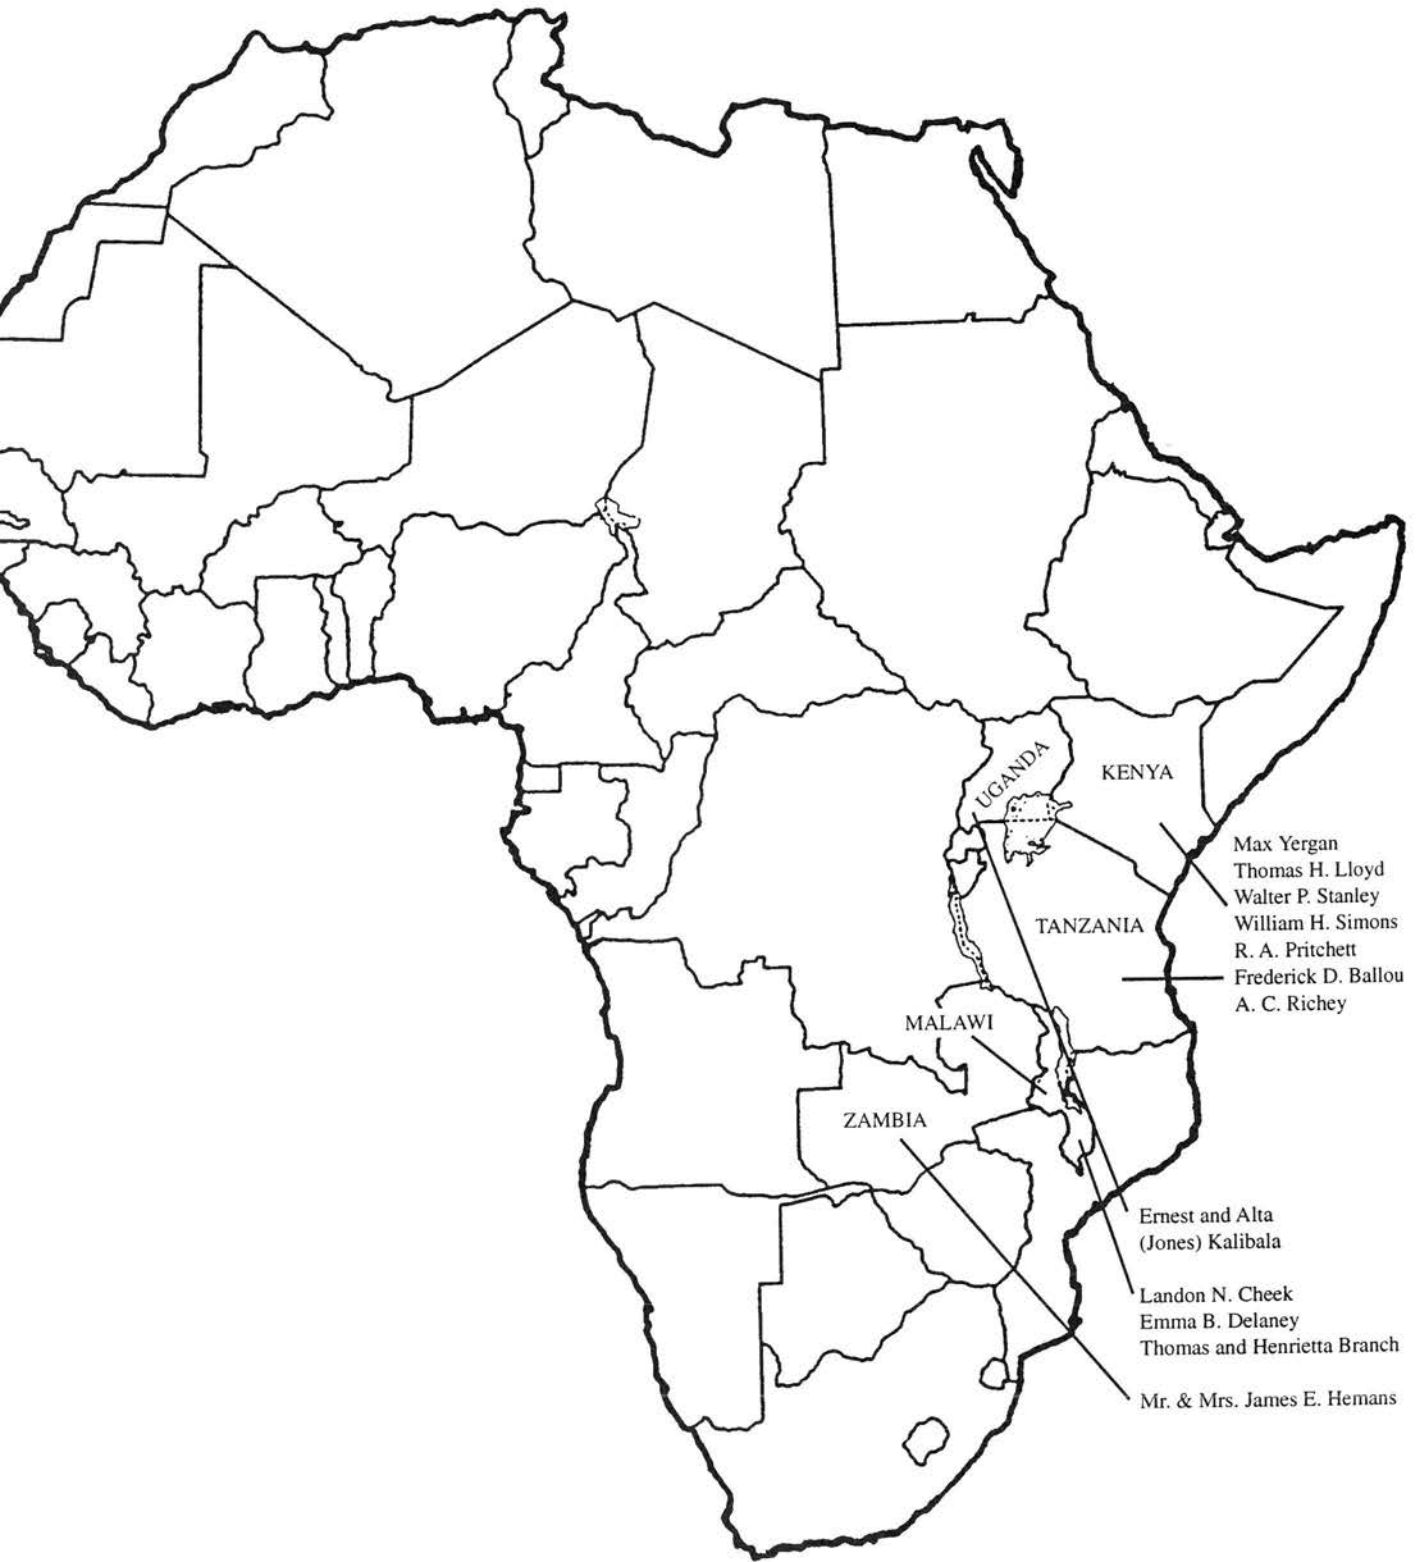 UGANDA
KENYA
Max Yergan
Thomas H. Lloyd
Walter P. Stanley
William H. Simons
R. A. Pritchett
Frederick D. Ballou
A. C. Richey
TANZANIA
MALAWI
ZAMBIA
Ernest and Alta
(Jones) Kalibala
Landon N. Cheek
Emma B. Delaney
Thomas and Henrietta Branch
Mr. & Mrs. James E. Hemans